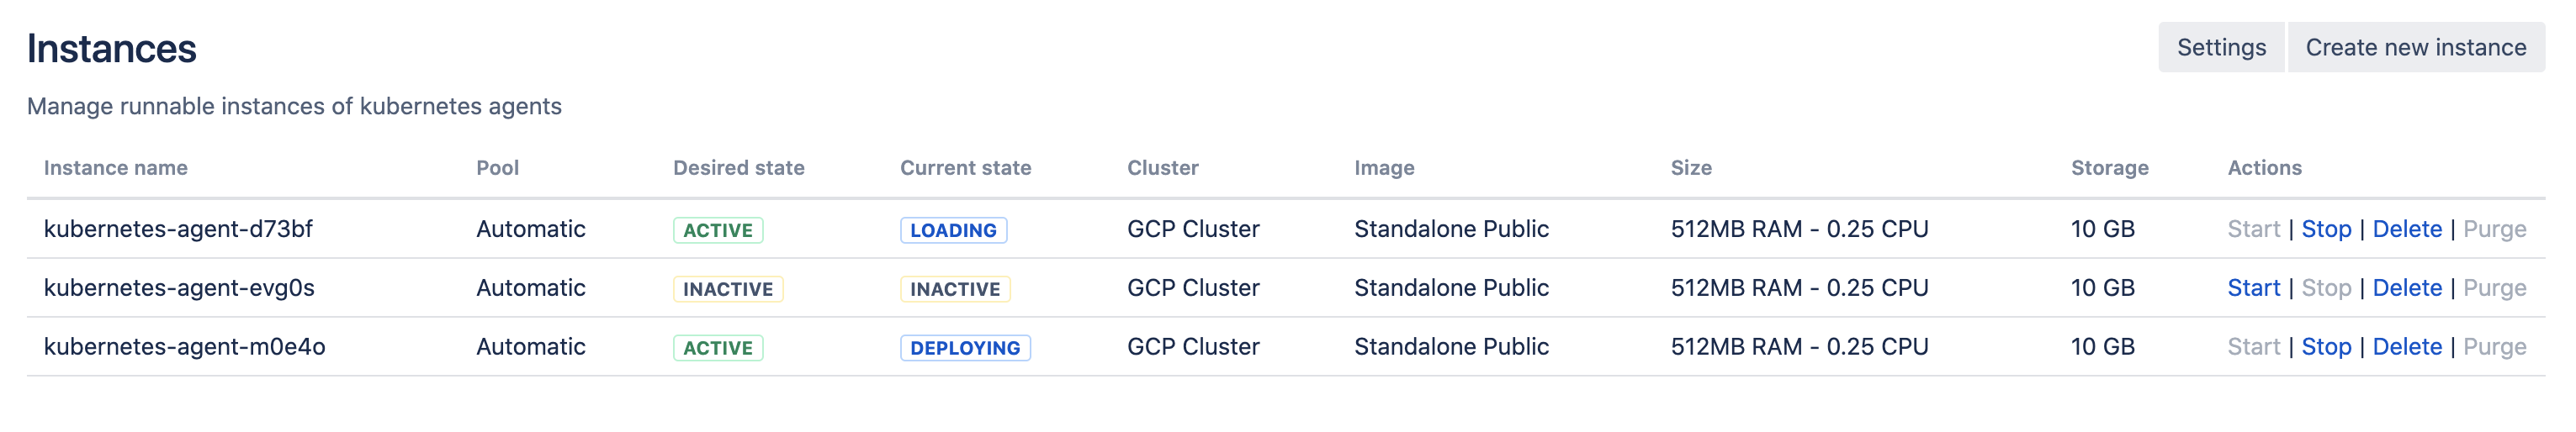 Instances
Settings
Create new instance
Manage runnable instances of kubernetes agents
Instance name Pool Desired state Current state Cluster Image Size Storage Actions
kubernetes-agent-d73bf Automatic ACTIVE LOADING GCP Cluster Standalone Public 512MB RAM - 0.25 CPU 10 GB Start | Stop | Delete | Purge
kubernetes-agent-evg0s Automatic INACTIVE INACTIVE GCP Cluster Standalone Public 512MB RAM - 0.25 CPU 10 GB Start | Stop | Delete | Purge
kubernetes-agent-m0e4o Automatic ACTIVE DEPLOYING GCP Cluster Standalone Public 512MB RAM - 0.25 CPU 10 GB Start | Stop | Delete | Purge